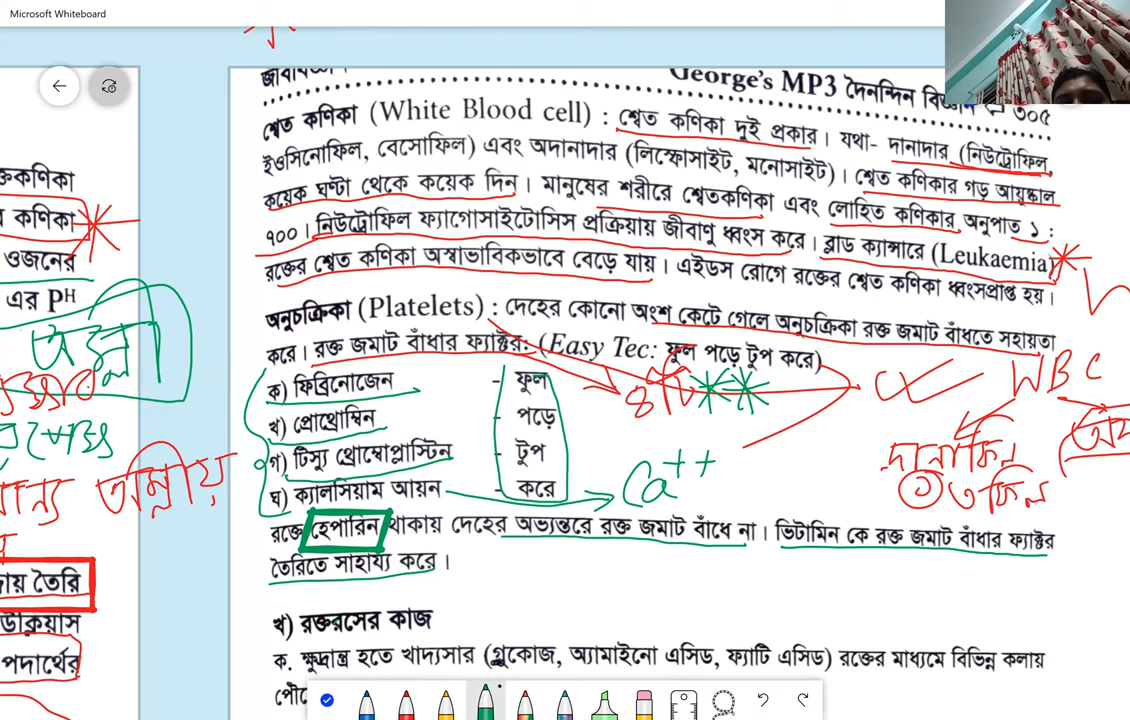 Microsoft Whiteboard
George's MP3 দৈনন্দিন
৩০৫
শ্বেত কণিকা (White Blood cell) : শ্বেত কণিকা দুই প্রকার। যথা- দানাদার (নিউট্রোফিল,
ইওসিনোফিল, বেসোফিল) এবং অদানাদার (লিম্ফোসাইট, মনোসাইট)। শ্বেত কণিকার গড় আয়ুষ্কাল
কয়েক ঘণ্টা থেকে কয়েক দিন। মানুষের শরীরে শ্বেতকণিকা এবং লোহিত কণিকার অনুপাত ১ :
৭০০। নিউট্রোফিল ফ্যাগোসাইটোসিস প্রক্রিয়ায় জীবাণু ধ্বংস করে। ব্লাড ক্যান্সারে (Leukaemia)
রক্তের শ্বেত কণিকা অস্বাভাবিকভাবে বেড়ে যায়। এইডস রোগে রক্তের শ্বেত কণিকা ধ্বংসপ্রাপ্ত হয়।
অনুচক্রিকা (Platelets) : দেহের কোনো অংশ কেটে গেলে অনুচক্রিকা রক্ত জমাট বাঁধতে সহায়তা
করে। রক্ত জমাট বাঁধার ফ্যাক্টর: (Easy Tec: ফুল পড়ে টুপ করে)
ক) ফিব্রিনোজেন - ফুল
খ) প্রোথ্রোম্বিন - পড়ে
গ) টিস্যু থ্রোম্বোপ্লাস্টিন - টুপ
ঘ) ক্যালসিয়াম আয়ন - করে
রক্তে হেপারিন থাকায় দেহের অভ্যন্তরে রক্ত জমাট বাঁধে না। ভিটামিন কে রক্ত জমাট বাঁধার ফ্যাক্টর
তৈরিতে সাহায্য করে।
খ) রক্তরসের কাজ
ক. ক্ষুদ্রান্ত্র হতে খাদ্যসার (গ্লুকোজ, অ্যামাইনো এসিড, ফ্যাটি এসিড) রক্তের মাধ্যমে বিভিন্ন কলায়
৪টি
Ca++
WBC
ক্তকণিকা
কণিকা
ওজনের
এর PH
য় তৈরি
পদার্থের